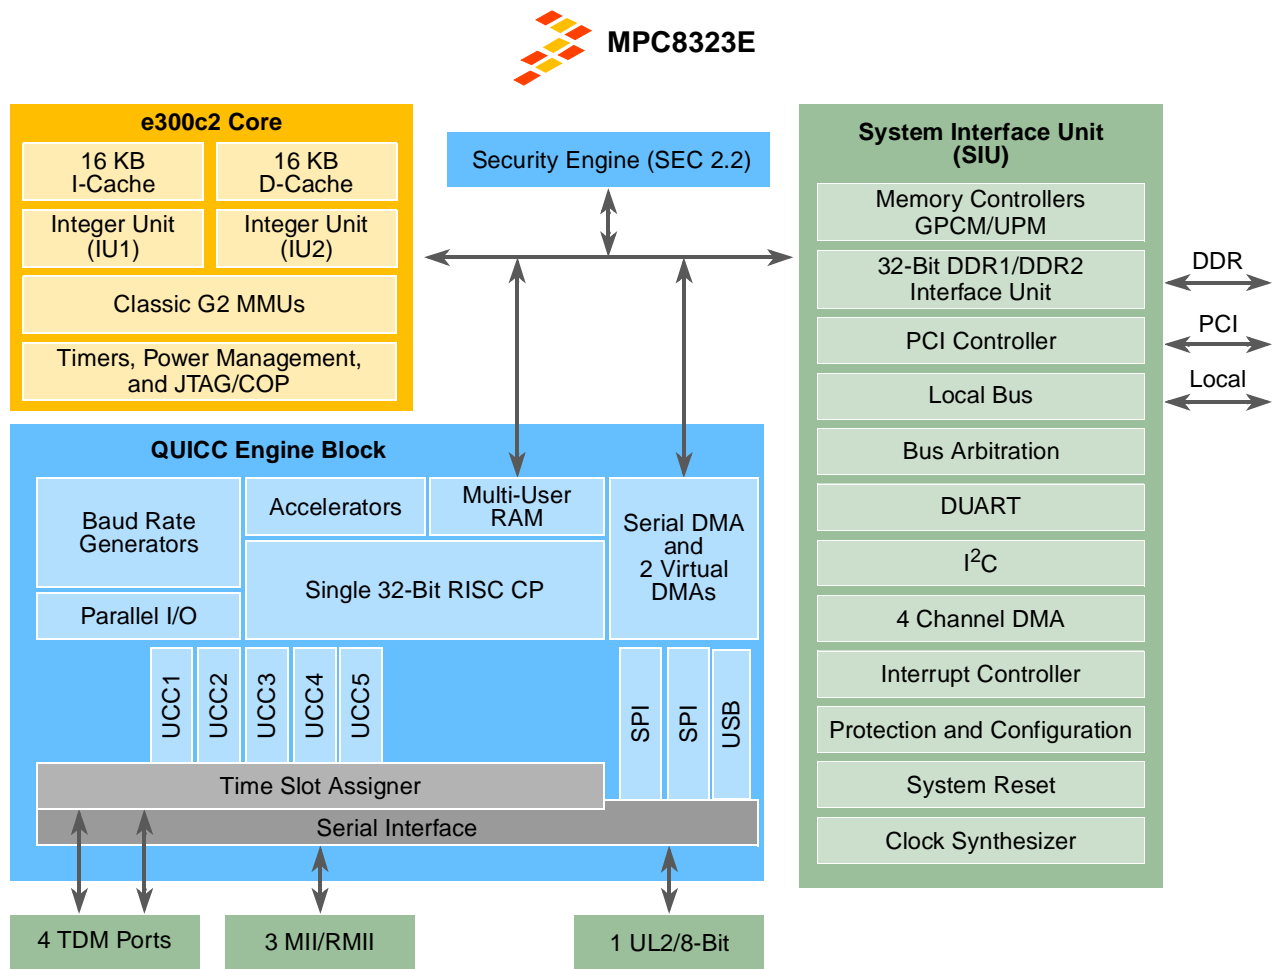 MPC8323E
e300c2 Core
16 KB
I-Cache
16 KB
D-Cache
Integer Unit
(IU1)
Integer Unit
(IU2)
Classic G2 MMUs
Timers, Power Management,
and JTAG/COP
Security Engine (SEC 2.2)
System Interface Unit
(SIU)
Memory Controllers
GPCM/UPM
32-Bit DDR1/DDR2
Interface Unit
PCI Controller
Local Bus
Bus Arbitration
DUART
I²C
4 Channel DMA
Interrupt Controller
Protection and Configuration
System Reset
Clock Synthesizer
DDR
PCI
Local
QUICC Engine Block
Baud Rate
Generators
Parallel I/O
Accelerators
Multi-User
RAM
Single 32-Bit RISC CP
Serial DMA
and
2 Virtual
DMAs
UCC1
UCC2
UCC3
UCC4
UCC5
SPI
SPI
USB
Time Slot Assigner
Serial Interface
4 TDM Ports
3 MII/RMII
1 UL2/8-Bit